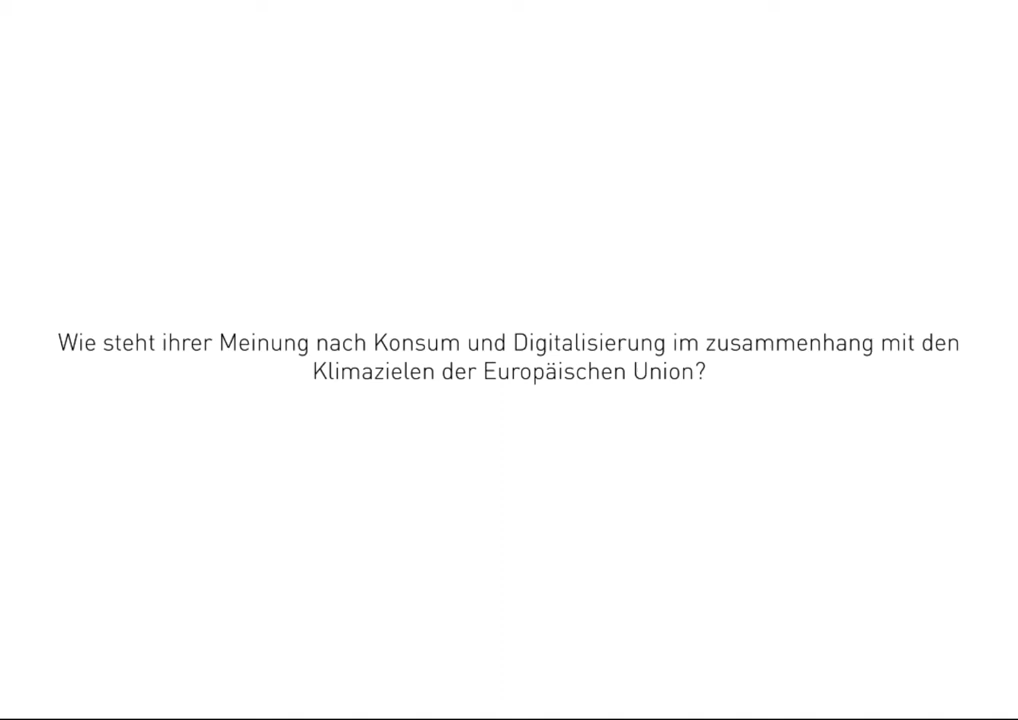 Wie steht ihrer Meinung nach Konsum und Digitalisierung im zusammenhang mit den
Klimazielen der Europäischen Union?